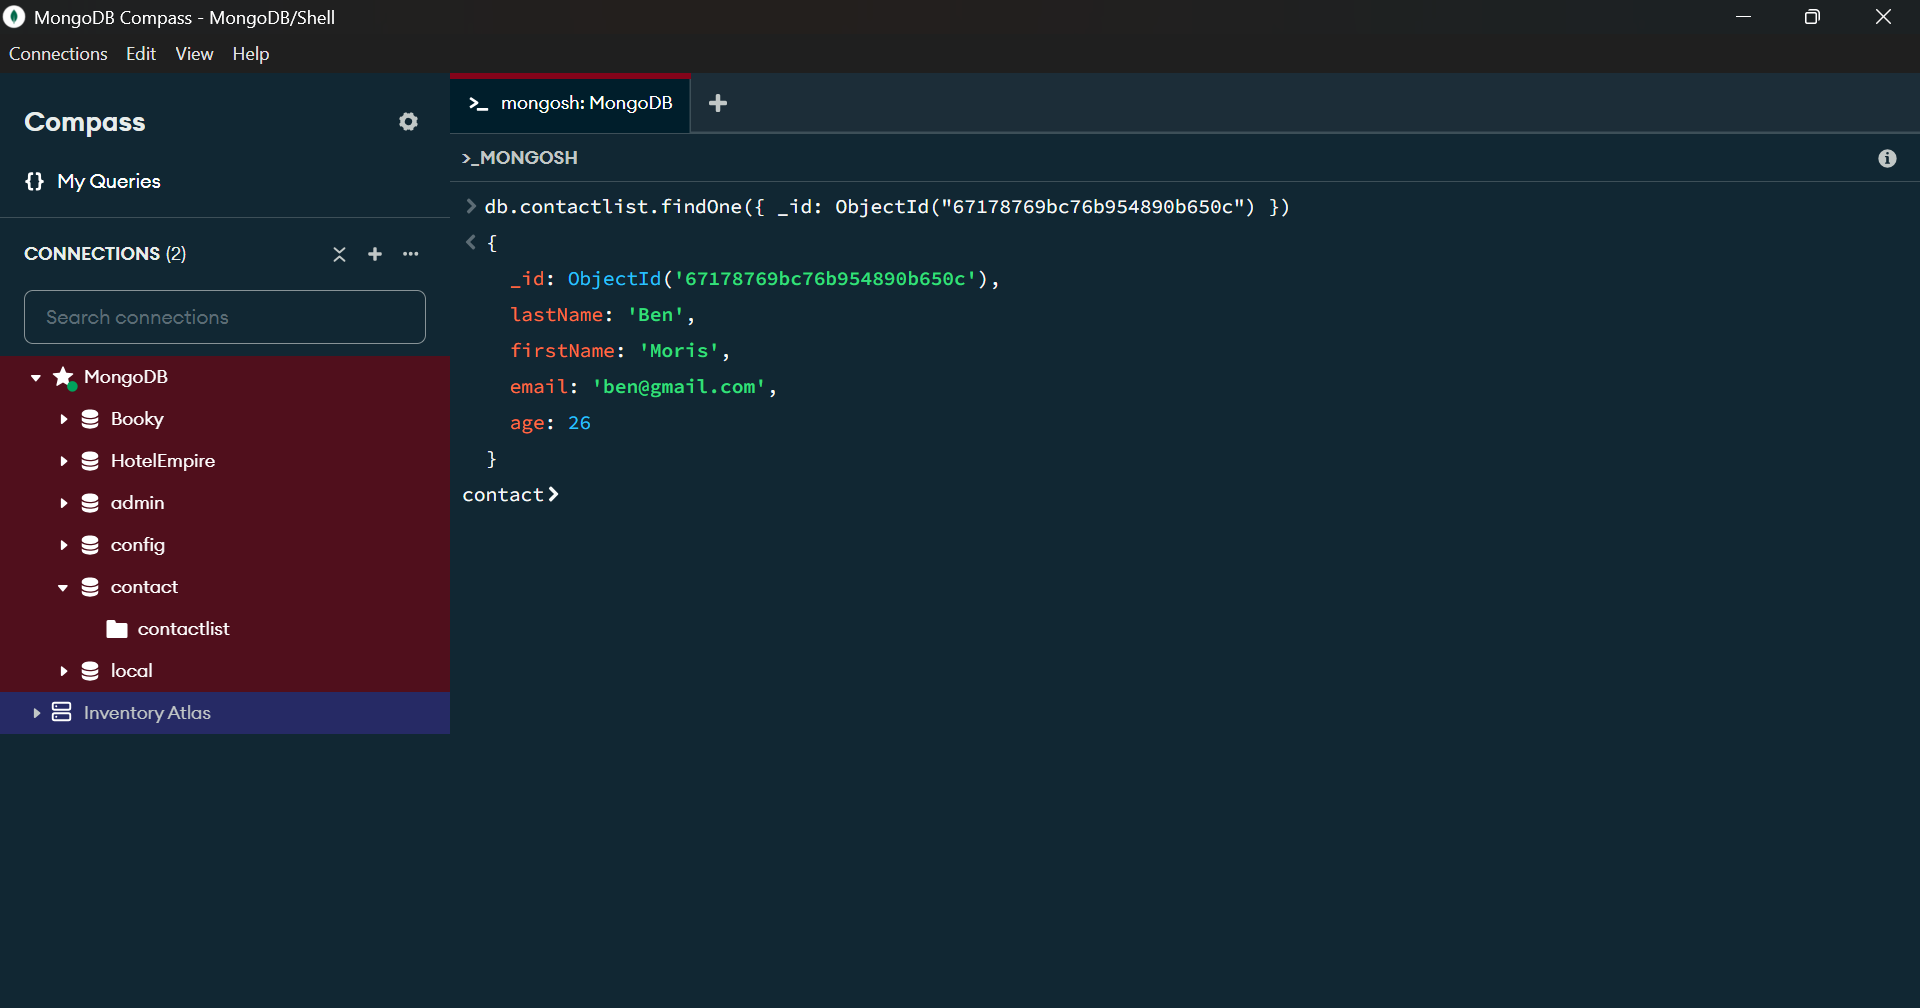 MongoDB Compass - MongoDB/Shell
Connections Edit View Help
Compass
{} My Queries
CONNECTIONS (2)
Search connections
MongoDB
Booky
HotelEmpire
admin
config
contact
contactlist
local
Inventory Atlas
>_ mongosh: MongoDB +
>_MONGOSH
> db.contactlist.findOne({ _id: ObjectId("67178769bc76b954890b650c") })
< {
_id: ObjectId('67178769bc76b954890b650c'),
lastName: 'Ben',
firstName: 'Moris',
email: 'ben@gmail.com',
age: 26
}
contact>